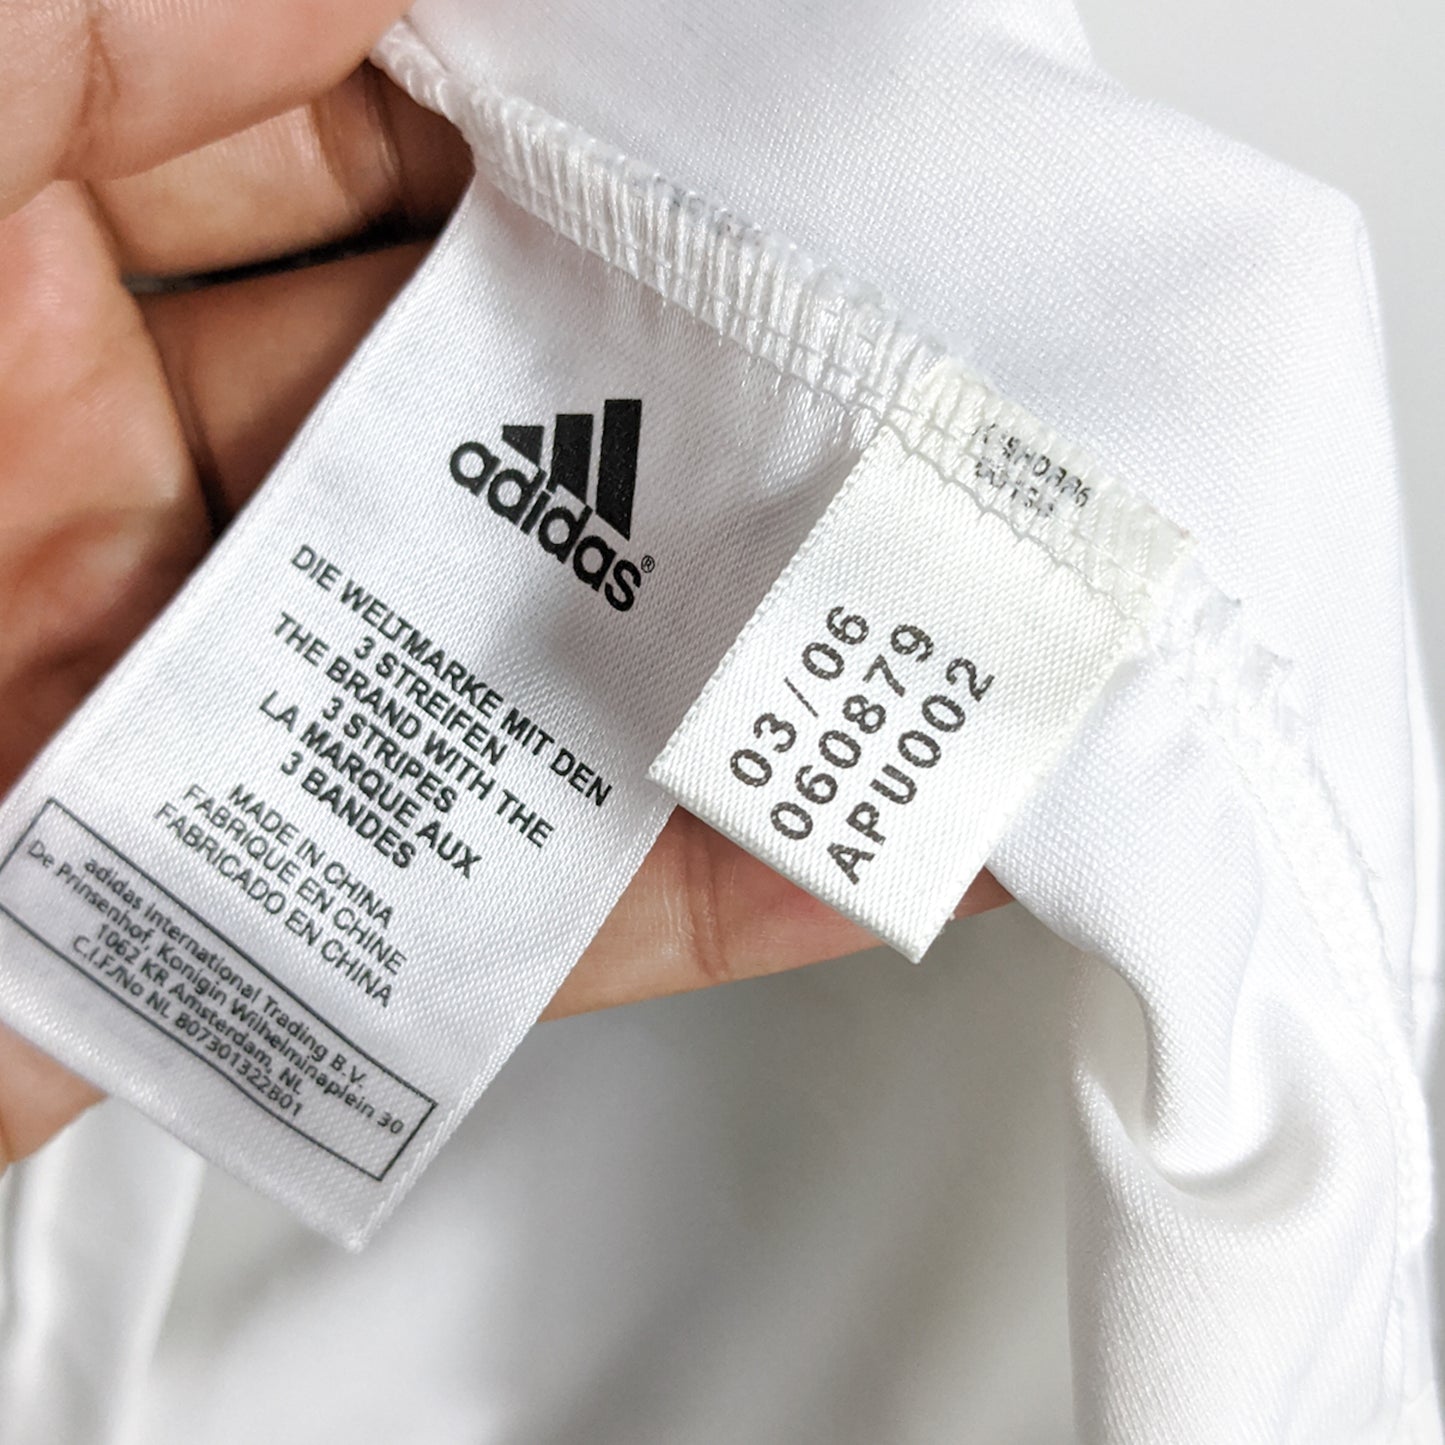 adidas®
DIE WELTMARKE MIT DEN
3 STREIFEN
THE BRAND WITH THE
3 STRIPES
LA MARQUE AUX
3 BANDES
MADE IN CHINA
FABRIQUE EN CHINE
FABRICADO EN CHINA
adidas International Trading B.V.
De Prinsenhof, Konigin Wilhelminaplein 30
1062 KR Amsterdam, NL
C.I.F/No NL B07301322B01
03/06
060879
APU002